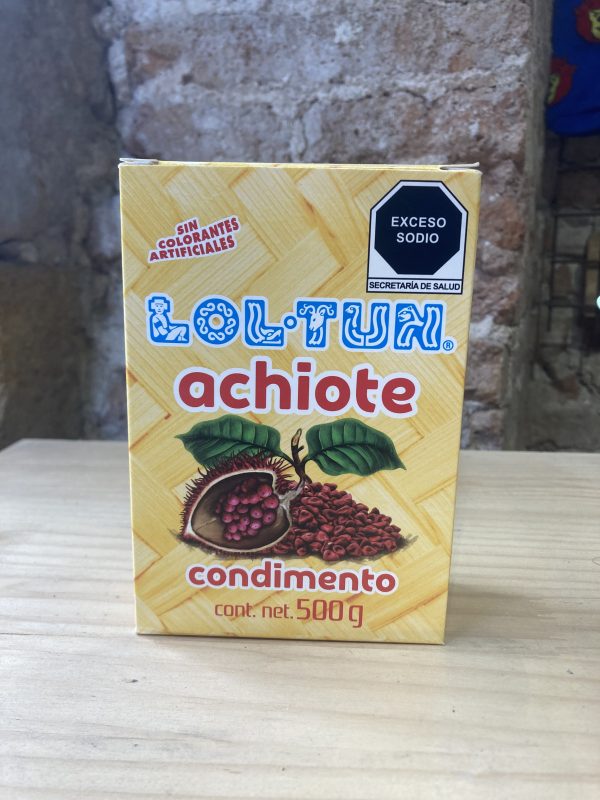 SIN
COLORANTES
ARTIFICIALES
EXCESO
SODIO
SECRETARÍA DE SALUD
LOL·TUN®
achiote
condimento
cont. net. 500 g